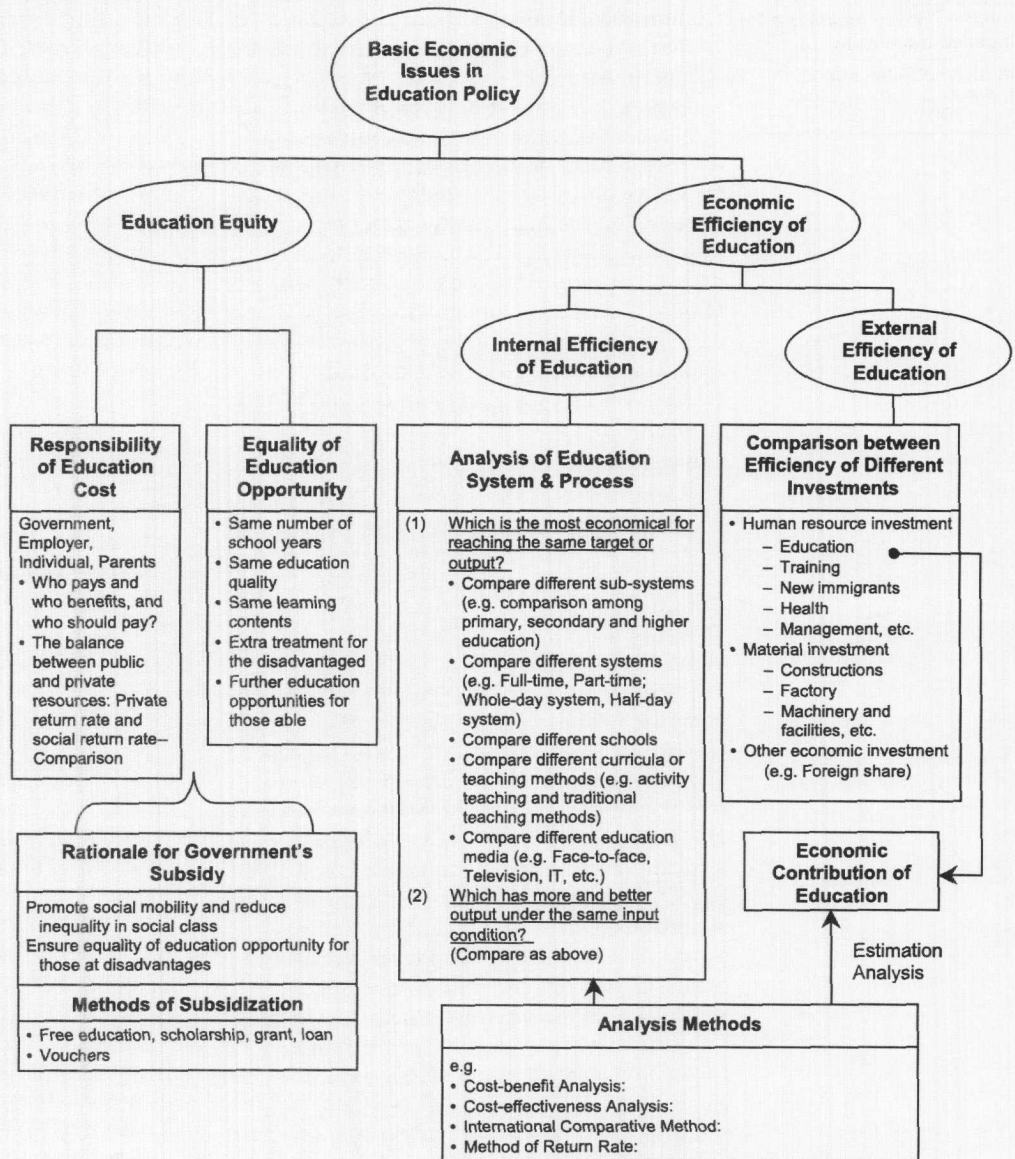 Basic Economic
Issues in
Education Policy
Education Equity
Economic
Efficiency of
Education
Internal Efficiency
of Education
External
Efficiency of
Education
Responsibility
of Education
Cost
Government,
Employer,
Individual, Parents
• Who pays and
who benefits, and
who should pay?
• The balance
between public
and private
resources: Private
return rate and
social return rate–
Comparison
Equality of
Education
Opportunity
• Same number of
school years
• Same education
quality
• Same learning
contents
• Extra treatment for
the disadvantaged
• Further education
opportunities for
those able
Rationale for Government's
Subsidy
Promote social mobility and reduce
inequality in social class
Ensure equality of education opportunity for
those at disadvantages
Methods of Subsidization
• Free education, scholarship, grant, loan
• Vouchers
Analysis of Education
System & Process
(1) Which is the most economical for
reaching the same target or
output?
• Compare different sub-systems
(e.g. comparison among
primary, secondary and higher
education)
• Compare different systems
(e.g. Full-time, Part-time;
Whole-day system, Half-day
system)
• Compare different schools
• Compare different curricula or
teaching methods (e.g. activity
teaching and traditional
teaching methods)
• Compare different education
media (e.g. Face-to-face,
Television, IT, etc.)
(2) Which has more and better
output under the same input
condition?
(Compare as above)
Comparison between
Efficiency of Different
Investments
• Human resource investment
– Education
– Training
– New immigrants
– Health
– Management, etc.
• Material investment
– Constructions
– Factory
– Machinery and
facilities, etc.
• Other economic investment
(e.g. Foreign share)
Economic
Contribution of
Education
Estimation
Analysis
Analysis Methods
e.g.
• Cost-benefit Analysis:
• Cost-effectiveness Analysis:
• International Comparative Method:
• Method of Return Rate: